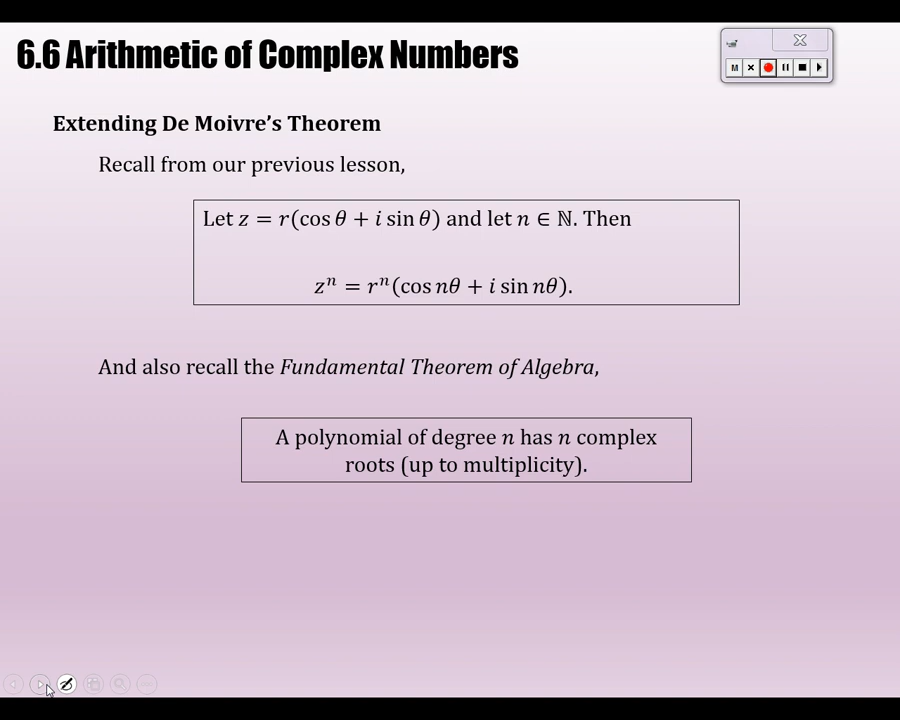 6.6 Arithmetic of Complex Numbers
M
Extending De Moivre’s Theorem
Recall from our previous lesson,
Let z = r(cos θ + i sin θ) and let n ∈ ℕ. Then
zⁿ = rⁿ(cos nθ + i sin nθ).
And also recall the Fundamental Theorem of Algebra,
A polynomial of degree n has n complex
roots (up to multiplicity).